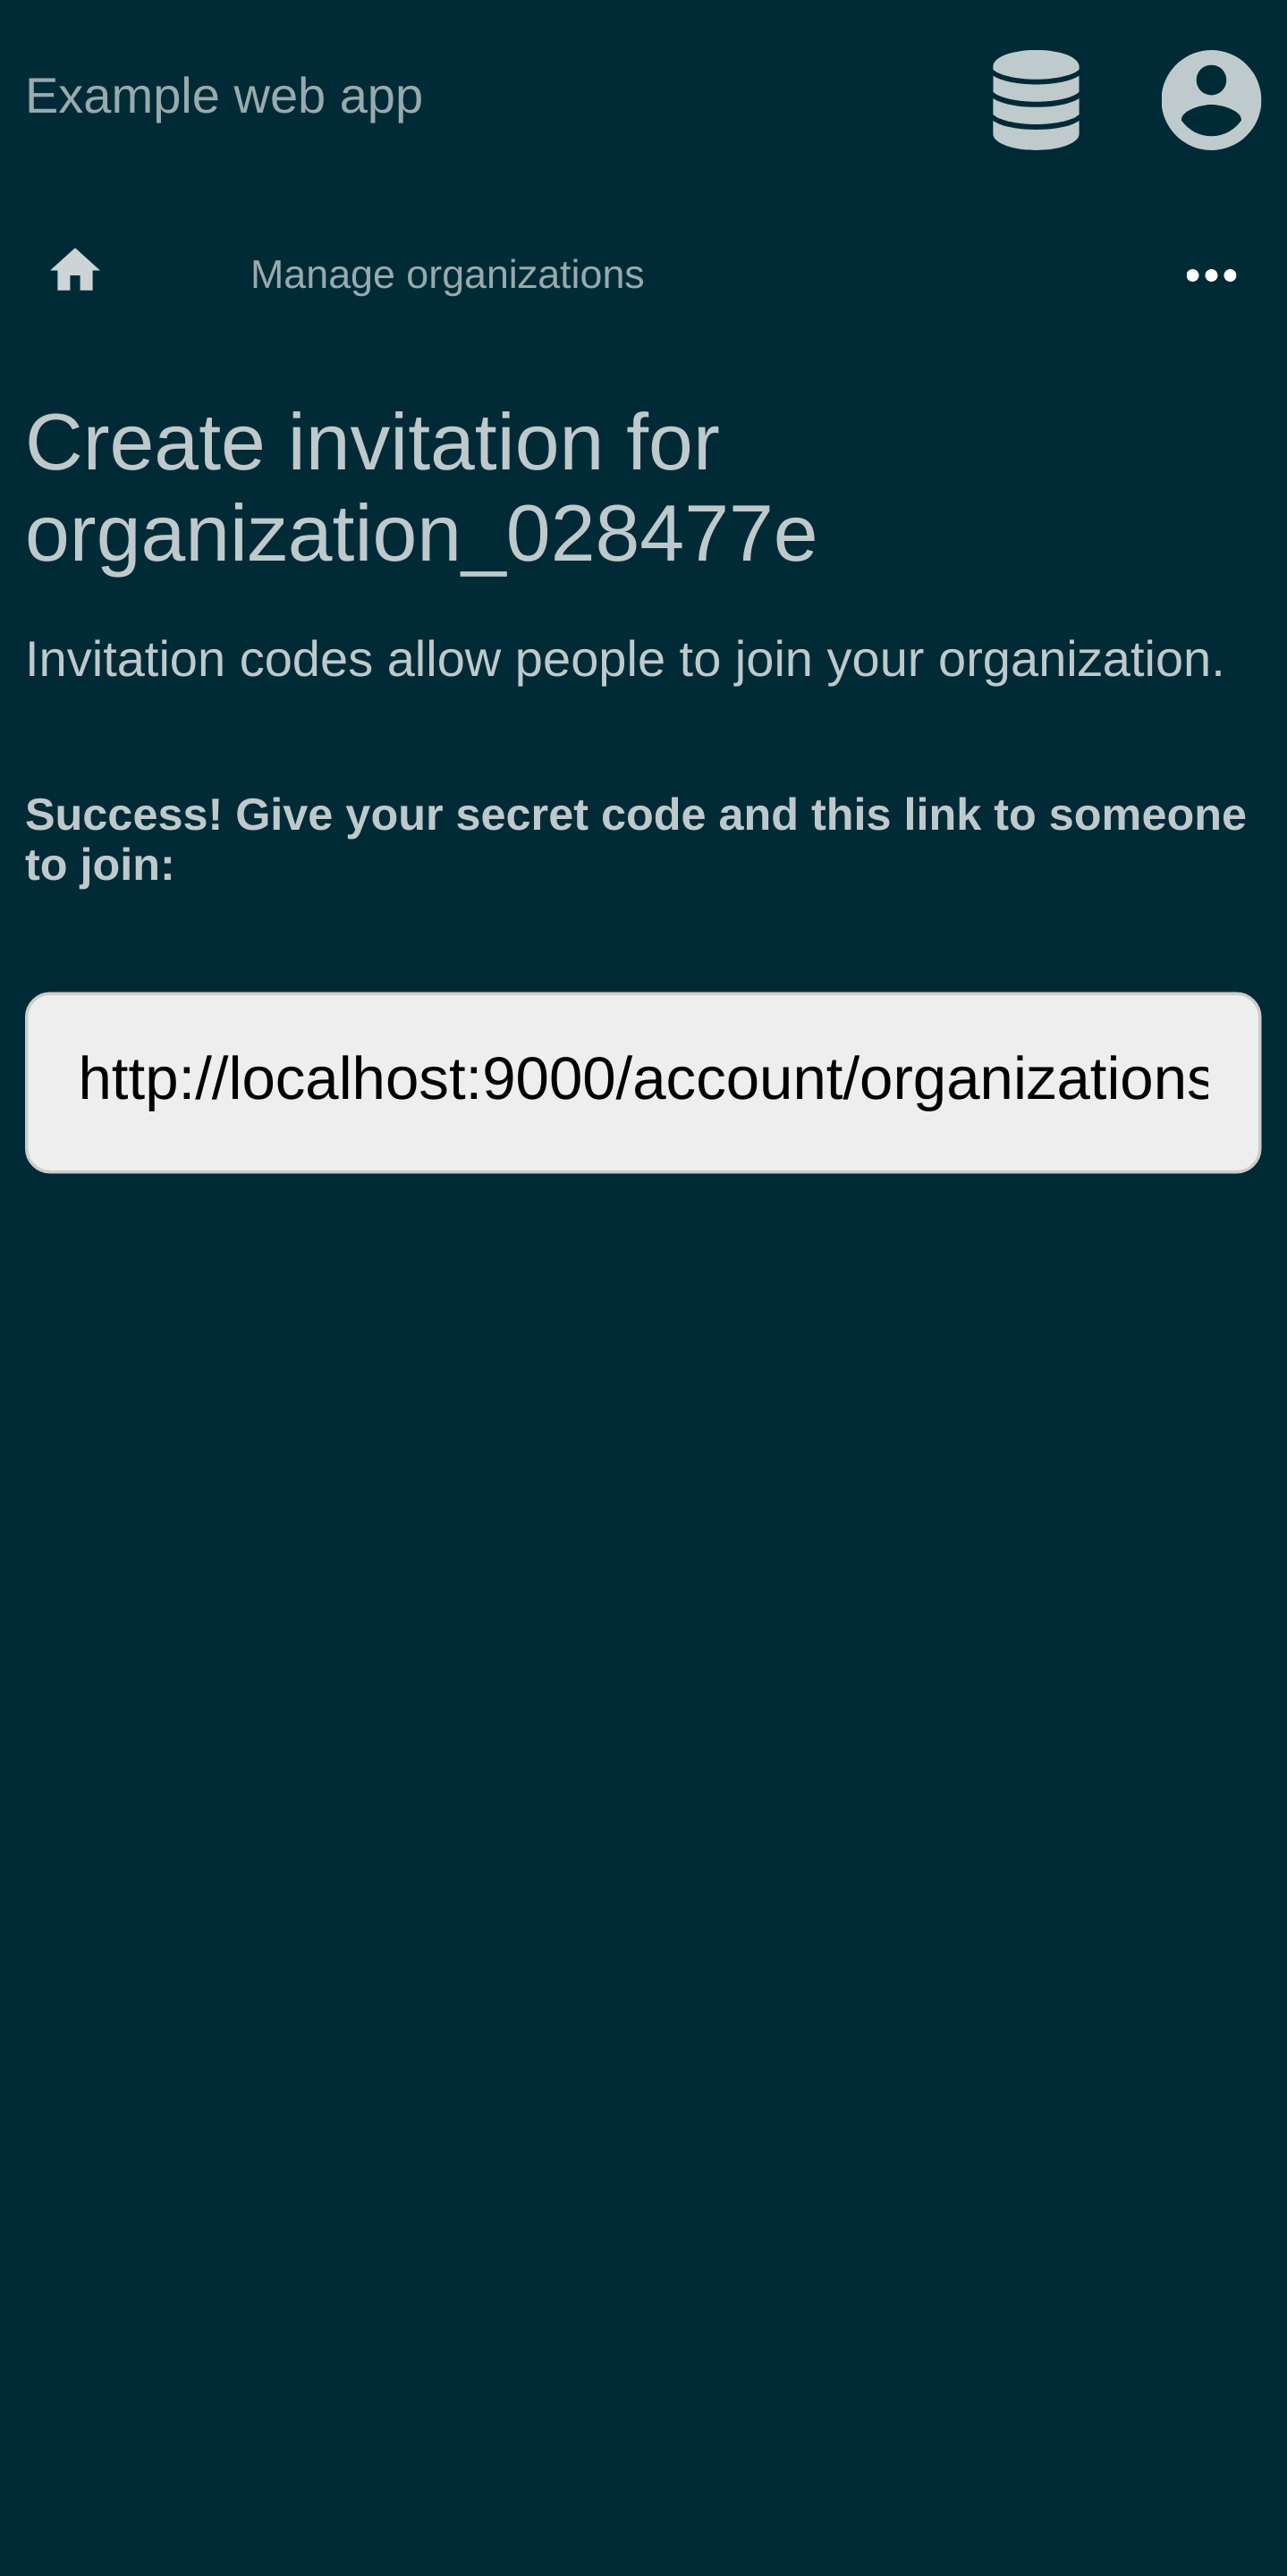 Example web app
Manage organizations
Create invitation for
organization_028477e
Invitation codes allow people to join your organization.
Success! Give your secret code and this link to someone
to join:
http://localhost:9000/account/organizations